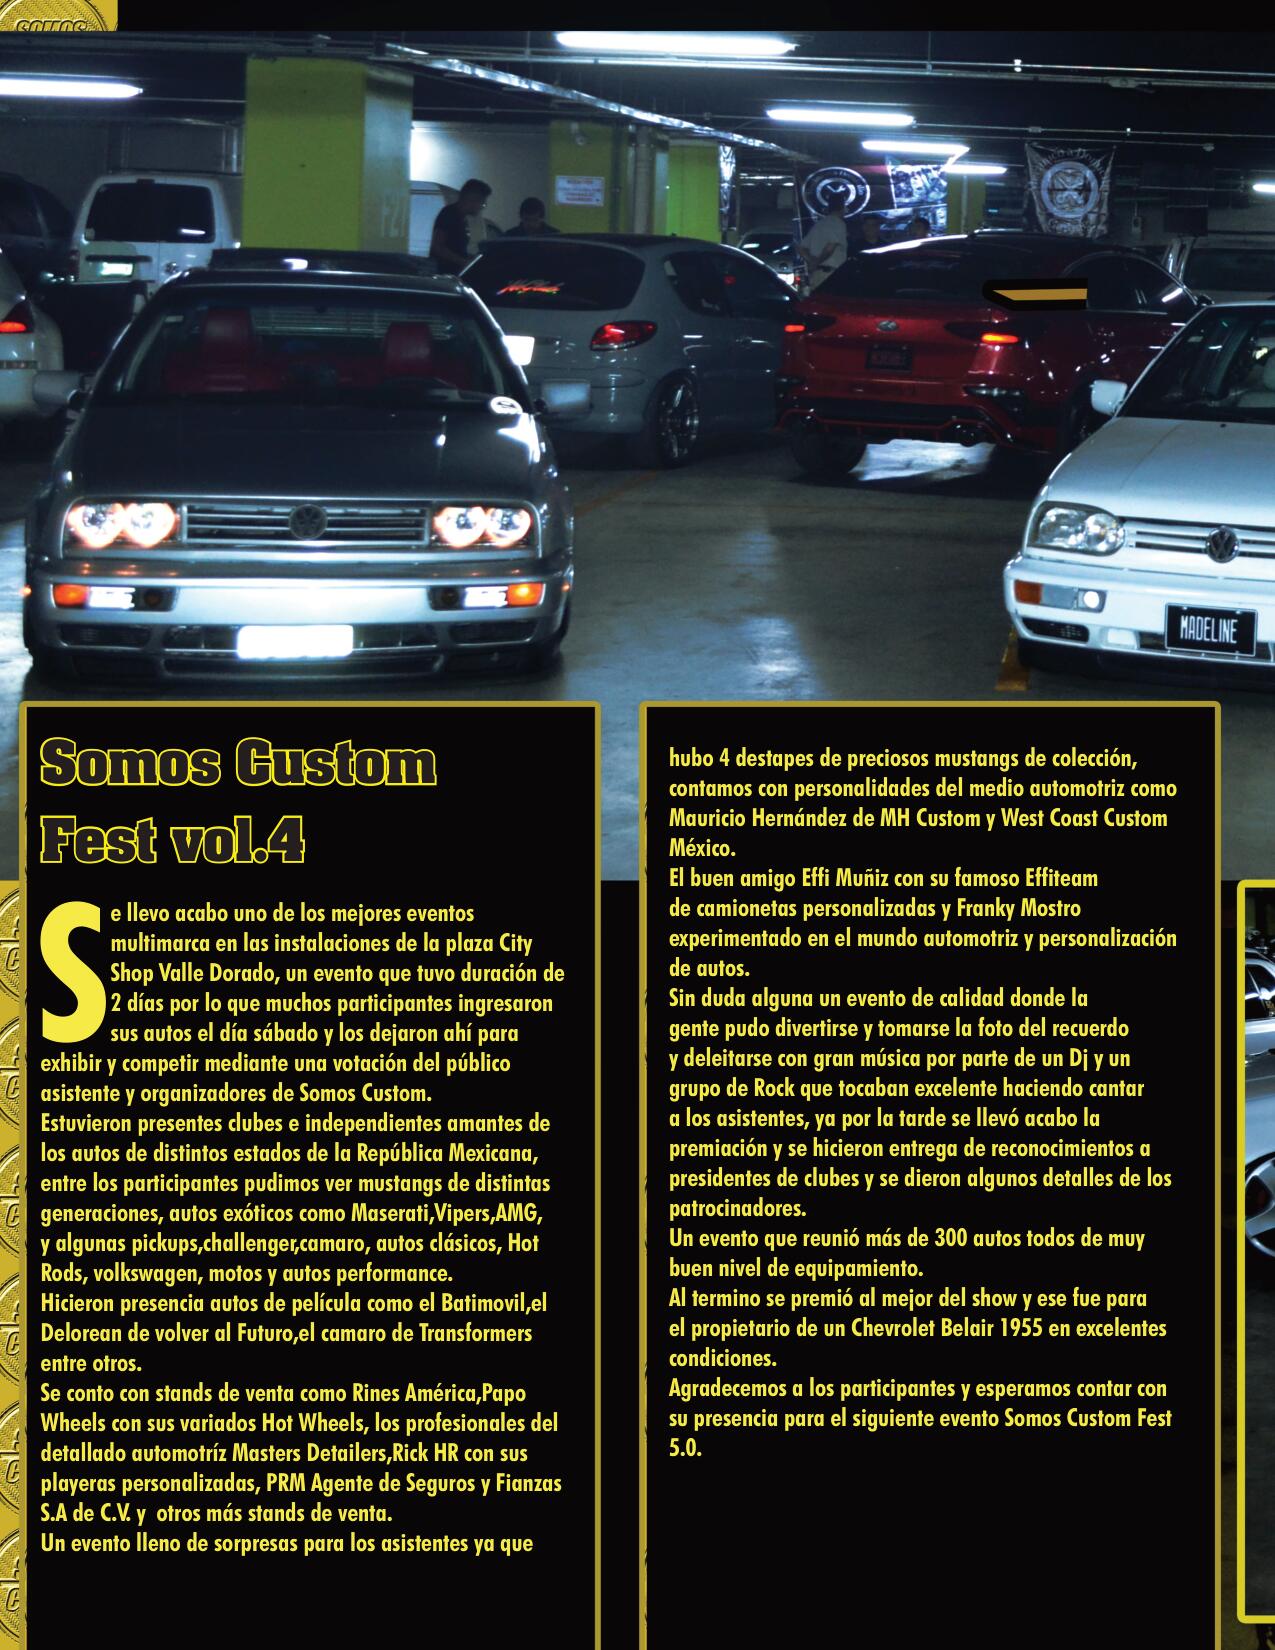 SOMOS
MADELINE
Somos Custom
Fest vol.4
Se llevo acabo uno de los mejores eventos
multimarca en las instalaciones de la plaza City
Shop Valle Dorado, un evento que tuvo duración de
2 días por lo que muchos participantes ingresaron
sus autos el día sábado y los dejaron ahí para
exhibir y competir mediante una votación del público
asistente y organizadores de Somos Custom.
Estuvieron presentes clubes e independientes amantes de
los autos de distintos estados de la República Mexicana,
entre los participantes pudimos ver mustangs de distintas
generaciones, autos exóticos como Maserati,Vipers,AMG,
y algunas pickups,challenger,camaro, autos clásicos, Hot
Rods, volkswagen, motos y autos performance.
Hicieron presencia autos de película como el Batimovil,el
Delorean de volver al Futuro,el camaro de Transformers
entre otros.
Se conto con stands de venta como Rines América,Papo
Wheels con sus variados Hot Wheels, los profesionales del
detallado automotríz Masters Detailers,Rick HR con sus
playeras personalizadas, PRM Agente de Seguros y Fianzas
S.A de C.V. y  otros más stands de venta.
Un evento lleno de sorpresas para los asistentes ya que
hubo 4 destapes de preciosos mustangs de colección,
contamos con personalidades del medio automotriz como
Mauricio Hernández de MH Custom y West Coast Custom
México.
El buen amigo Effi Muñiz con su famoso Effiteam
de camionetas personalizadas y Franky Mostro
experimentado en el mundo automotriz y personalización
de autos.
Sin duda alguna un evento de calidad donde la
gente pudo divertirse y tomarse la foto del recuerdo
y deleitarse con gran música por parte de un Dj y un
grupo de Rock que tocaban excelente haciendo cantar
a los asistentes, ya por la tarde se llevó acabo la
premiación y se hicieron entrega de reconocimientos a
presidentes de clubes y se dieron algunos detalles de los
patrocinadores.
Un evento que reunió más de 300 autos todos de muy
buen nivel de equipamiento.
Al termino se premió al mejor del show y ese fue para
el propietario de un Chevrolet Belair 1955 en excelentes
condiciones.
Agradecemos a los participantes y esperamos contar con
su presencia para el siguiente evento Somos Custom Fest
5.0.